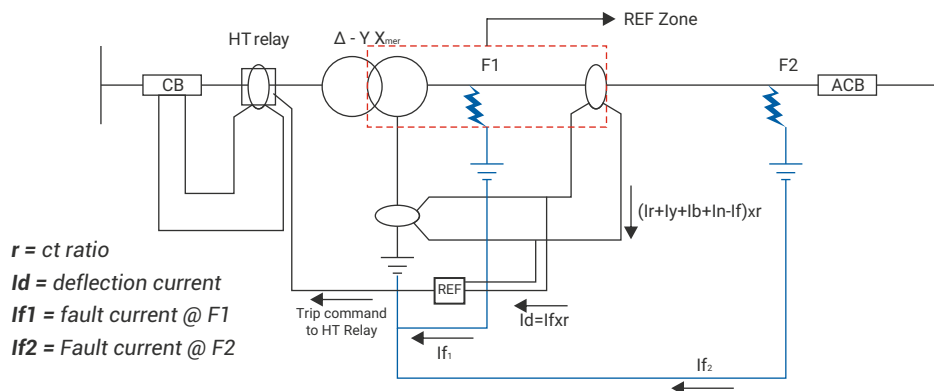 REF Zone
HT relay
Δ - Y Xmer
F1
F2
CB
ACB
(Ir+Iy+Ib+In-If)xr
r = ct ratio
Id = deflection current
If1 = fault current @ F1
If2 = Fault current @ F2
REF
Trip command
to HT Relay
Id=Ifxr
If₁
If₂